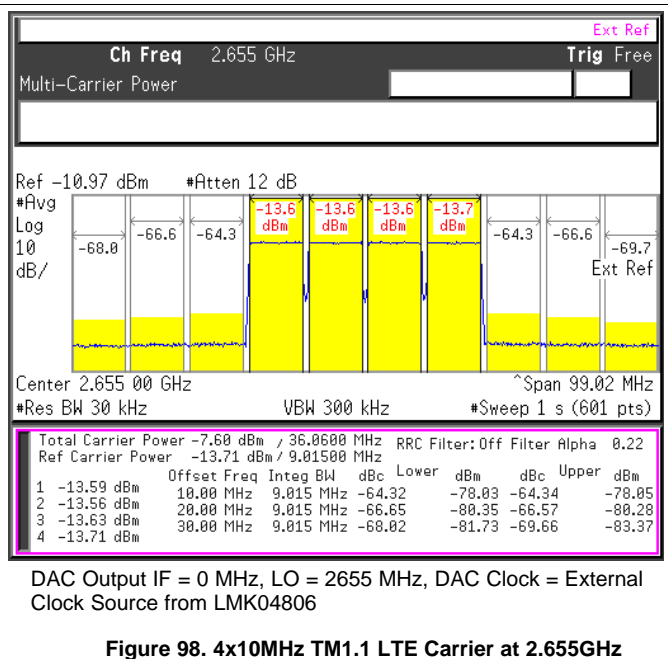 Ext Ref
Ch Freq 2.655 GHz Trig Free
Multi-Carrier Power
Ref -10.97 dBm #Atten 12 dB
#Avg
Log
10
dB/
-68.0 -66.6 -64.3 -13.6 dBm -13.6 dBm -13.6 dBm -13.7 dBm -64.3 -66.6 -69.7
Ext Ref
Center 2.655 00 GHz ^Span 99.02 MHz
#Res BW 30 kHz VBW 300 kHz #Sweep 1 s (601 pts)
Total Carrier Power -7.60 dBm / 36.0600 MHz RRC Filter: Off Filter Alpha 0.22
Ref Carrier Power -13.71 dBm/ 9.01500 MHz
Offset Freq Integ BW dBc Lower dBm dBc Upper dBm
1 -13.59 dBm 10.00 MHz 9.015 MHz -64.32 -78.03 -64.34 -78.05
2 -13.56 dBm 20.00 MHz 9.015 MHz -66.65 -80.35 -66.57 -80.28
3 -13.63 dBm 30.00 MHz 9.015 MHz -68.02 -81.73 -69.66 -83.37
4 -13.71 dBm
DAC Output IF = 0 MHz, LO = 2655 MHz, DAC Clock = External
Clock Source from LMK04806
Figure 98. 4x10MHz TM1.1 LTE Carrier at 2.655GHz